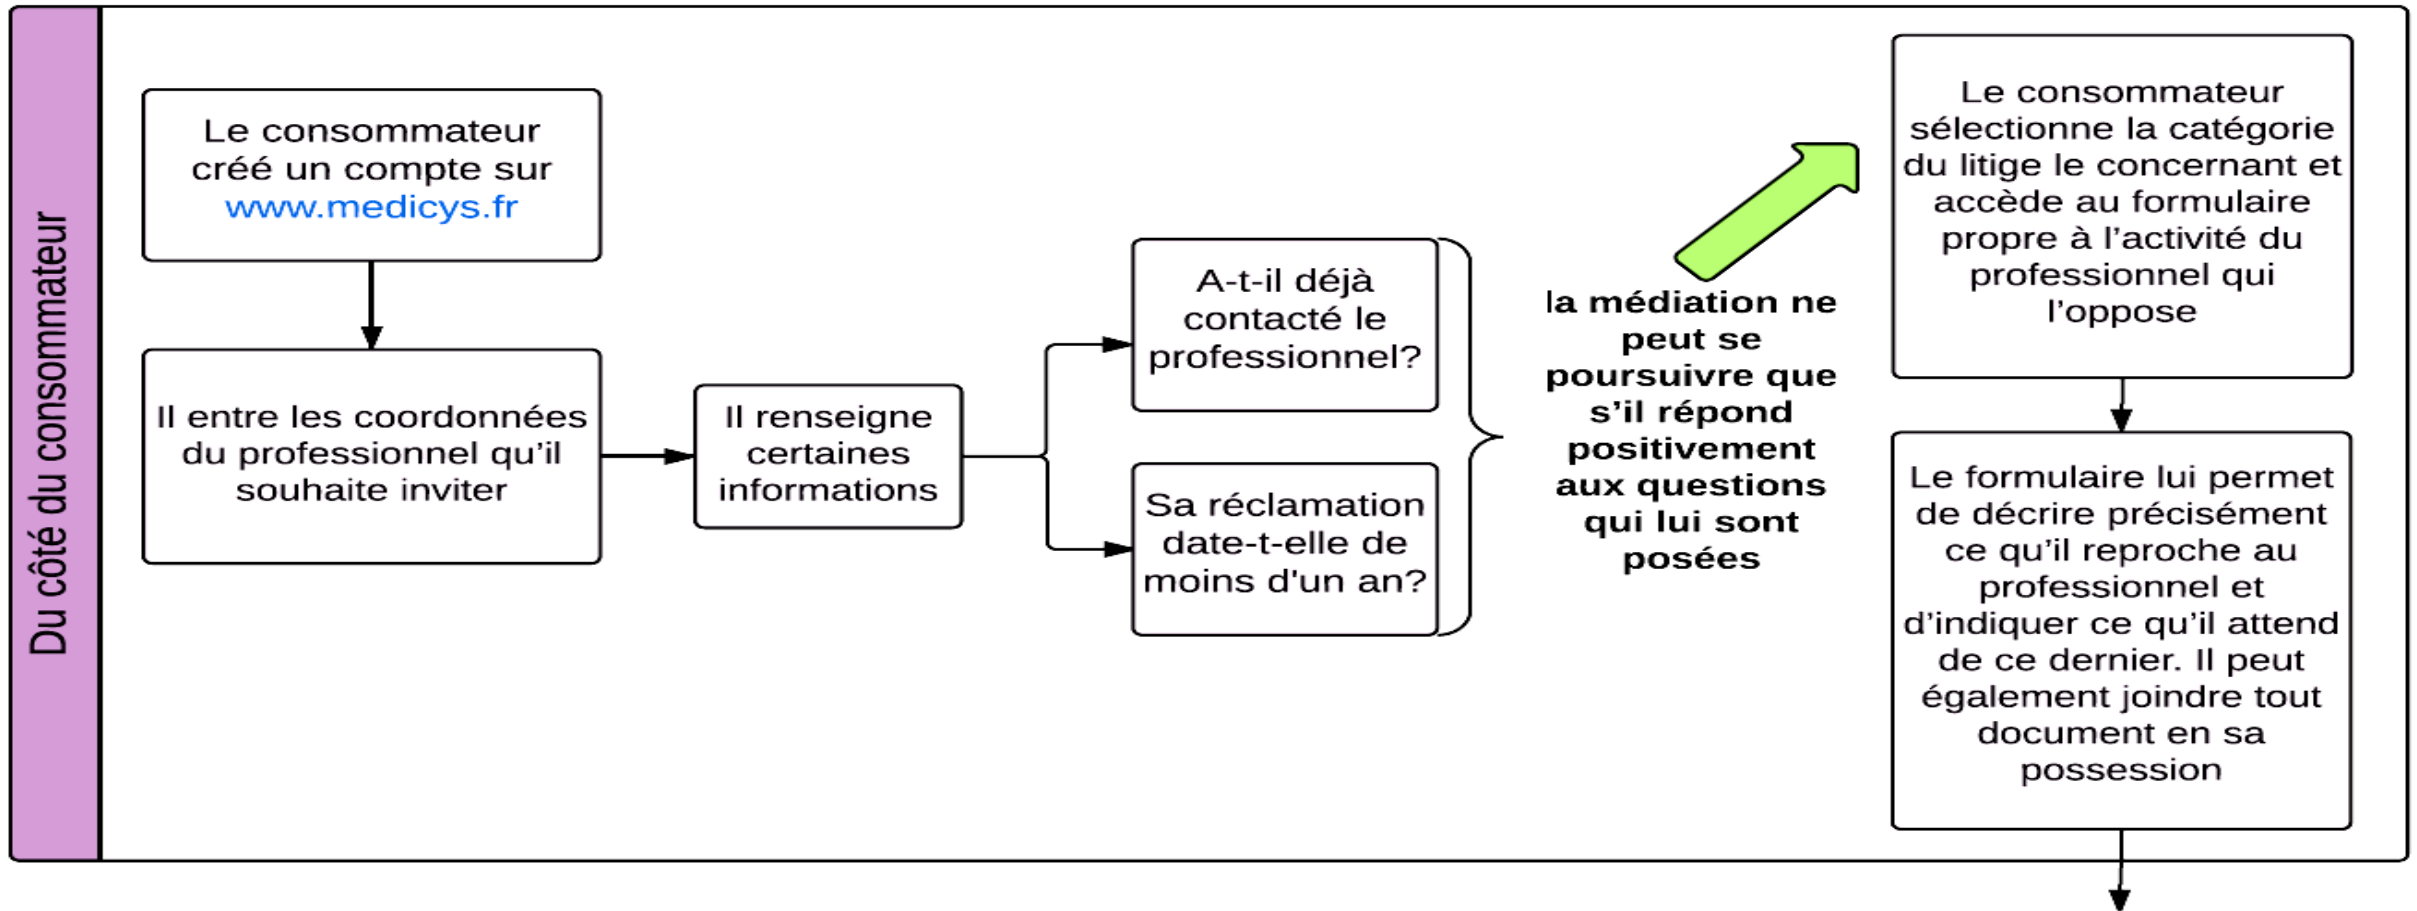 Du côté du consommateur
Le consommateur
créé un compte sur
www.medicys.fr
Il entre les coordonnées
du professionnel qu’il
souhaite inviter
Il renseigne
certaines
informations
A-t-il déjà
contacté le
professionnel?
Sa réclamation
date-t-elle de
moins d'un an?
la médiation ne
peut se
poursuivre que
s’il répond
positivement
aux questions
qui lui sont
posées
Le consommateur
sélectionne la catégorie
du litige le concernant et
accède au formulaire
propre à l’activité du
professionnel qui
l’oppose
Le formulaire lui permet
de décrire précisément
ce qu’il reproche au
professionnel et
d’indiquer ce qu’il attend
de ce dernier. Il peut
également joindre tout
document en sa
possession